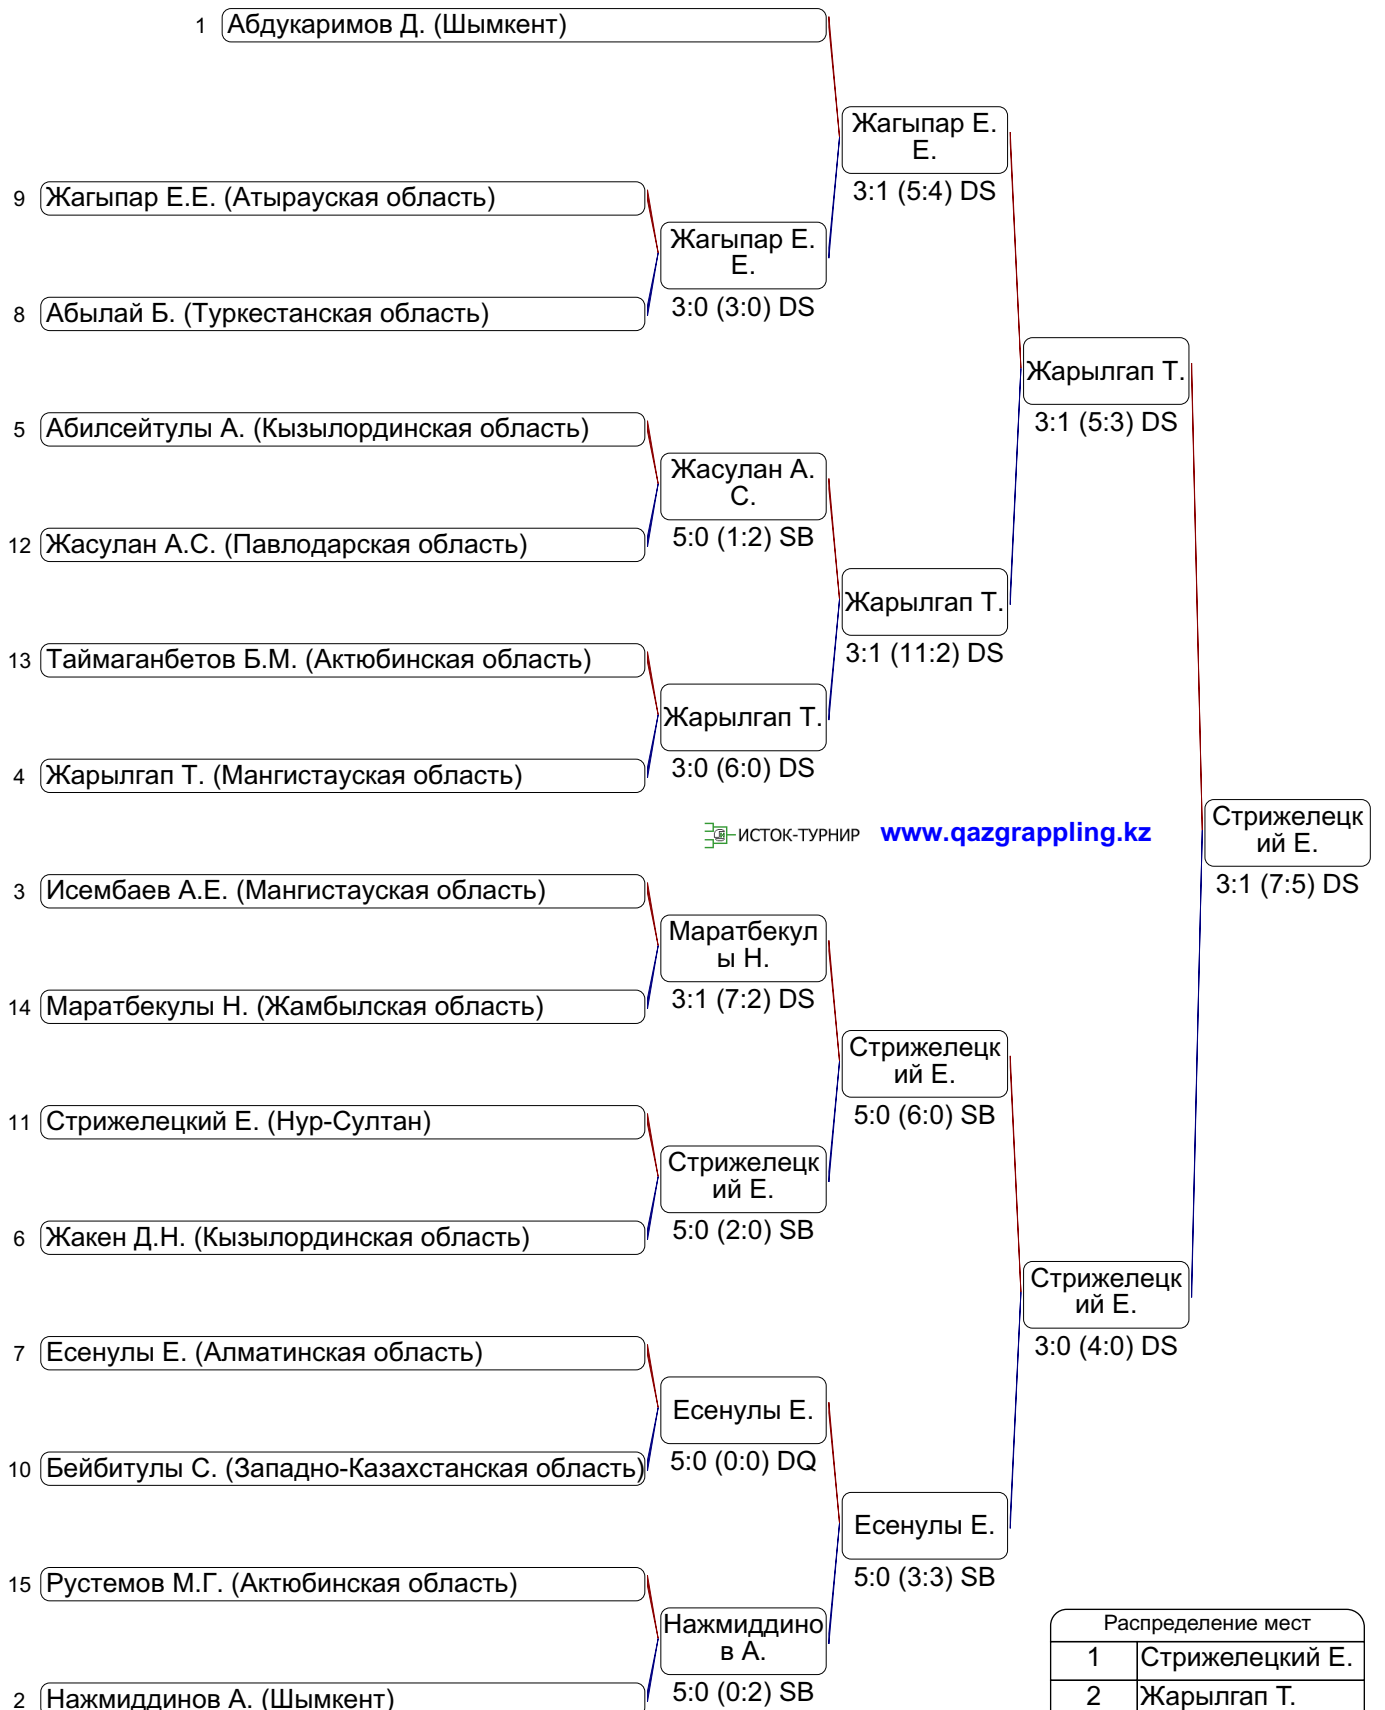 1 Абдукаримов Д. (Шымкент)
Жагыпар Е.
Е.
3:1 (5:4) DS
9 Жагыпар Е.Е. (Атырауская область)
Жагыпар Е.
Е.
3:0 (3:0) DS
8 Абылай Б. (Туркестанская область)
Жарылгап Т.
3:1 (5:3) DS
5 Абилсейтулы А. (Кызылординская область)
Жасулан А.
С.
5:0 (1:2) SB
12 Жасулан А.С. (Павлодарская область)
Жарылгап Т.
3:1 (11:2) DS
13 Таймаганбетов Б.М. (Актюбинская область)
Жарылгап Т.
3:0 (6:0) DS
4 Жарылгап Т. (Мангистауская область)
ИСТОК-ТУРНИР www.qazgrappling.kz
Стрижелецк
ий Е.
3:1 (7:5) DS
3 Исембаев А.Е. (Мангистауская область)
Маратбекул
ы Н.
3:1 (7:2) DS
14 Маратбекулы Н. (Жамбылская область)
Стрижелецк
ий Е.
5:0 (6:0) SB
11 Стрижелецкий Е. (Нур-Султан)
Стрижелецк
ий Е.
5:0 (2:0) SB
6 Жакен Д.Н. (Кызылординская область)
Стрижелецк
ий Е.
3:0 (4:0) DS
7 Есенулы Е. (Алматинская область)
Есенулы Е.
5:0 (0:0) DQ
10 Бейбитулы С. (Западно-Казахстанская область)
Есенулы Е.
5:0 (3:3) SB
15 Рустемов М.Г. (Актюбинская область)
Нажмиддино
в А.
5:0 (0:2) SB
2 Нажмиддинов А. (Шымкент)
Распределение мест
1 Стрижелецкий Е.
2 Жарылгап Т.